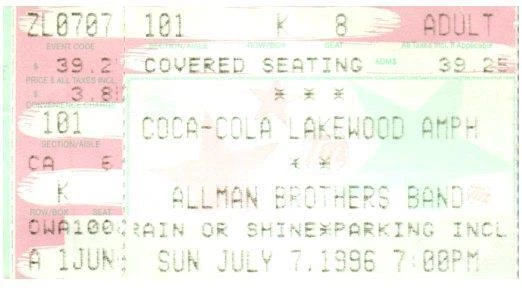 ZL0707 101 K 8 ADULT
EVENT CODE SECTION/AISLE ROW/BOX SEAT All Taxes Incl. If Applicable
$ 39.2 COVERED SEATING ADMS 39.25
PRICE & ALL TAXES INCL.
$ 3.8 * * *
CONVENIENCE CHARGE
101 COCA-COLA LAKEWOOD AMPH
SECTION/AISLE
CA * *
K ALLMAN BROTHERS BAND
ROW/BOX SEAT
OWA100 RAIN OR SHINE*PARKING INCL
A 1JUN SUN JULY 7,1996 7:00PM